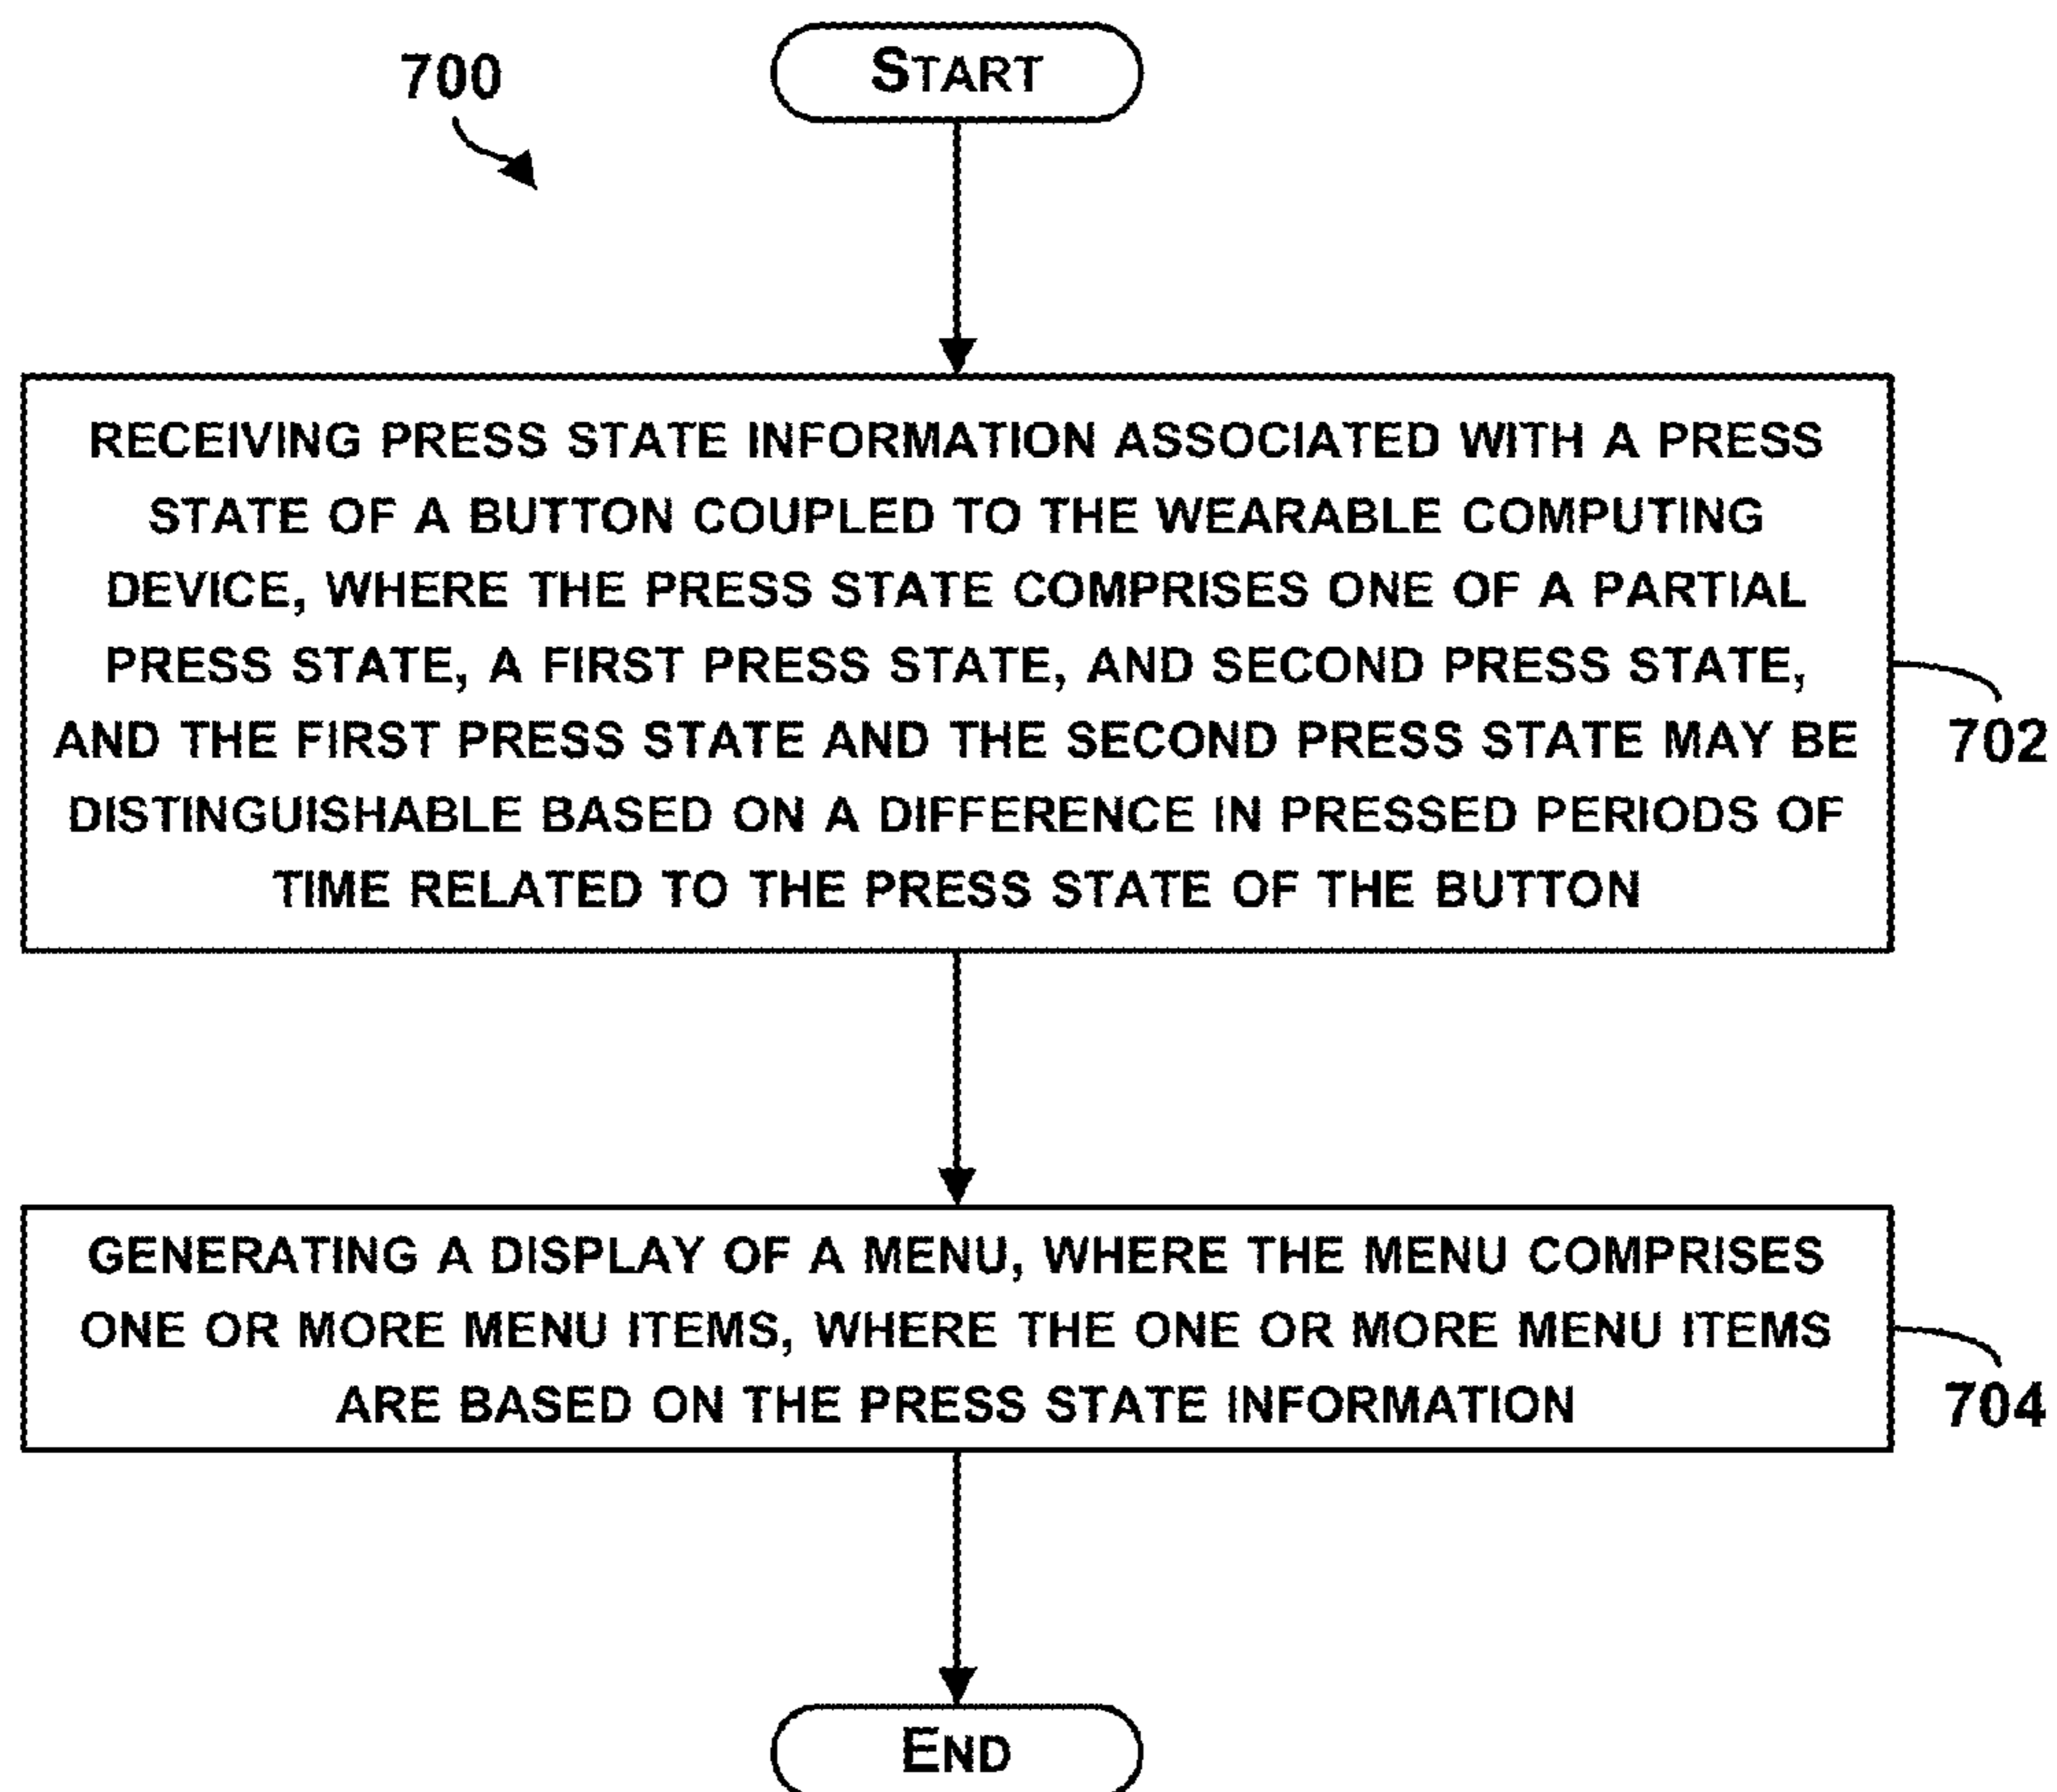 700
START
RECEIVING PRESS STATE INFORMATION ASSOCIATED WITH A PRESS
STATE OF A BUTTON COUPLED TO THE WEARABLE COMPUTING
DEVICE, WHERE THE PRESS STATE COMPRISES ONE OF A PARTIAL
PRESS STATE, A FIRST PRESS STATE, AND SECOND PRESS STATE,
AND THE FIRST PRESS STATE AND THE SECOND PRESS STATE MAY BE
DISTINGUISHABLE BASED ON A DIFFERENCE IN PRESSED PERIODS OF
TIME RELATED TO THE PRESS STATE OF THE BUTTON
702
GENERATING A DISPLAY OF A MENU, WHERE THE MENU COMPRISES
ONE OR MORE MENU ITEMS, WHERE THE ONE OR MORE MENU ITEMS
ARE BASED ON THE PRESS STATE INFORMATION
704
END